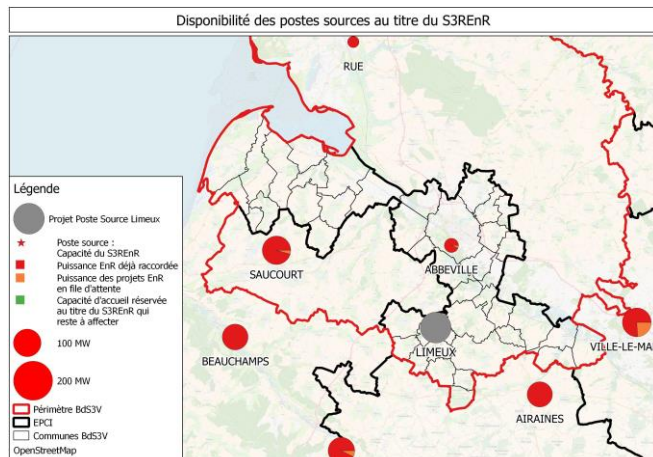 Disponibilité des postes sources au titre du S3REnR
RUE
Légende
Projet Poste Source Limeux
Poste source :
Capacité du S3REnR
Puissance EnR déjà raccordée
Puissance des projets EnR
en file d'attente
Capacité d'accueil réservée
au titre du S3REnR qui
reste à affecter
100 MW
200 MW
Périmètre BdS3V
EPCI
Communes BdS3V
OpenStreetMap
SAUCOURT
ABBEVILLE
BEAUCHAMPS
LIMEUX
VILLE-LE-MA
AIRAINES